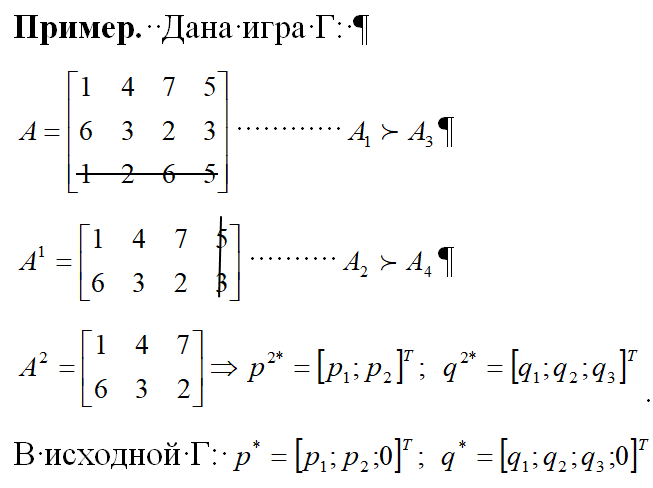 Пример.··Дана·игра·Г:·¶
A = [1 4 7 5
6 3 2 3
1 2 6 5] ············ A₁ ≻ A₃ ¶
A¹ = [1 4 7 5
6 3 2 3] ·········· A₂ ≻ A₄ ¶
A² = [1 4 7
6 3 2] ⇒ p²* = [p₁; p₂]ᵀ; q²* = [q₁; q₂; q₃]ᵀ .
В·исходной·Г:· p* = [p₁; p₂;0]ᵀ; q* = [q₁; q₂; q₃;0]ᵀ